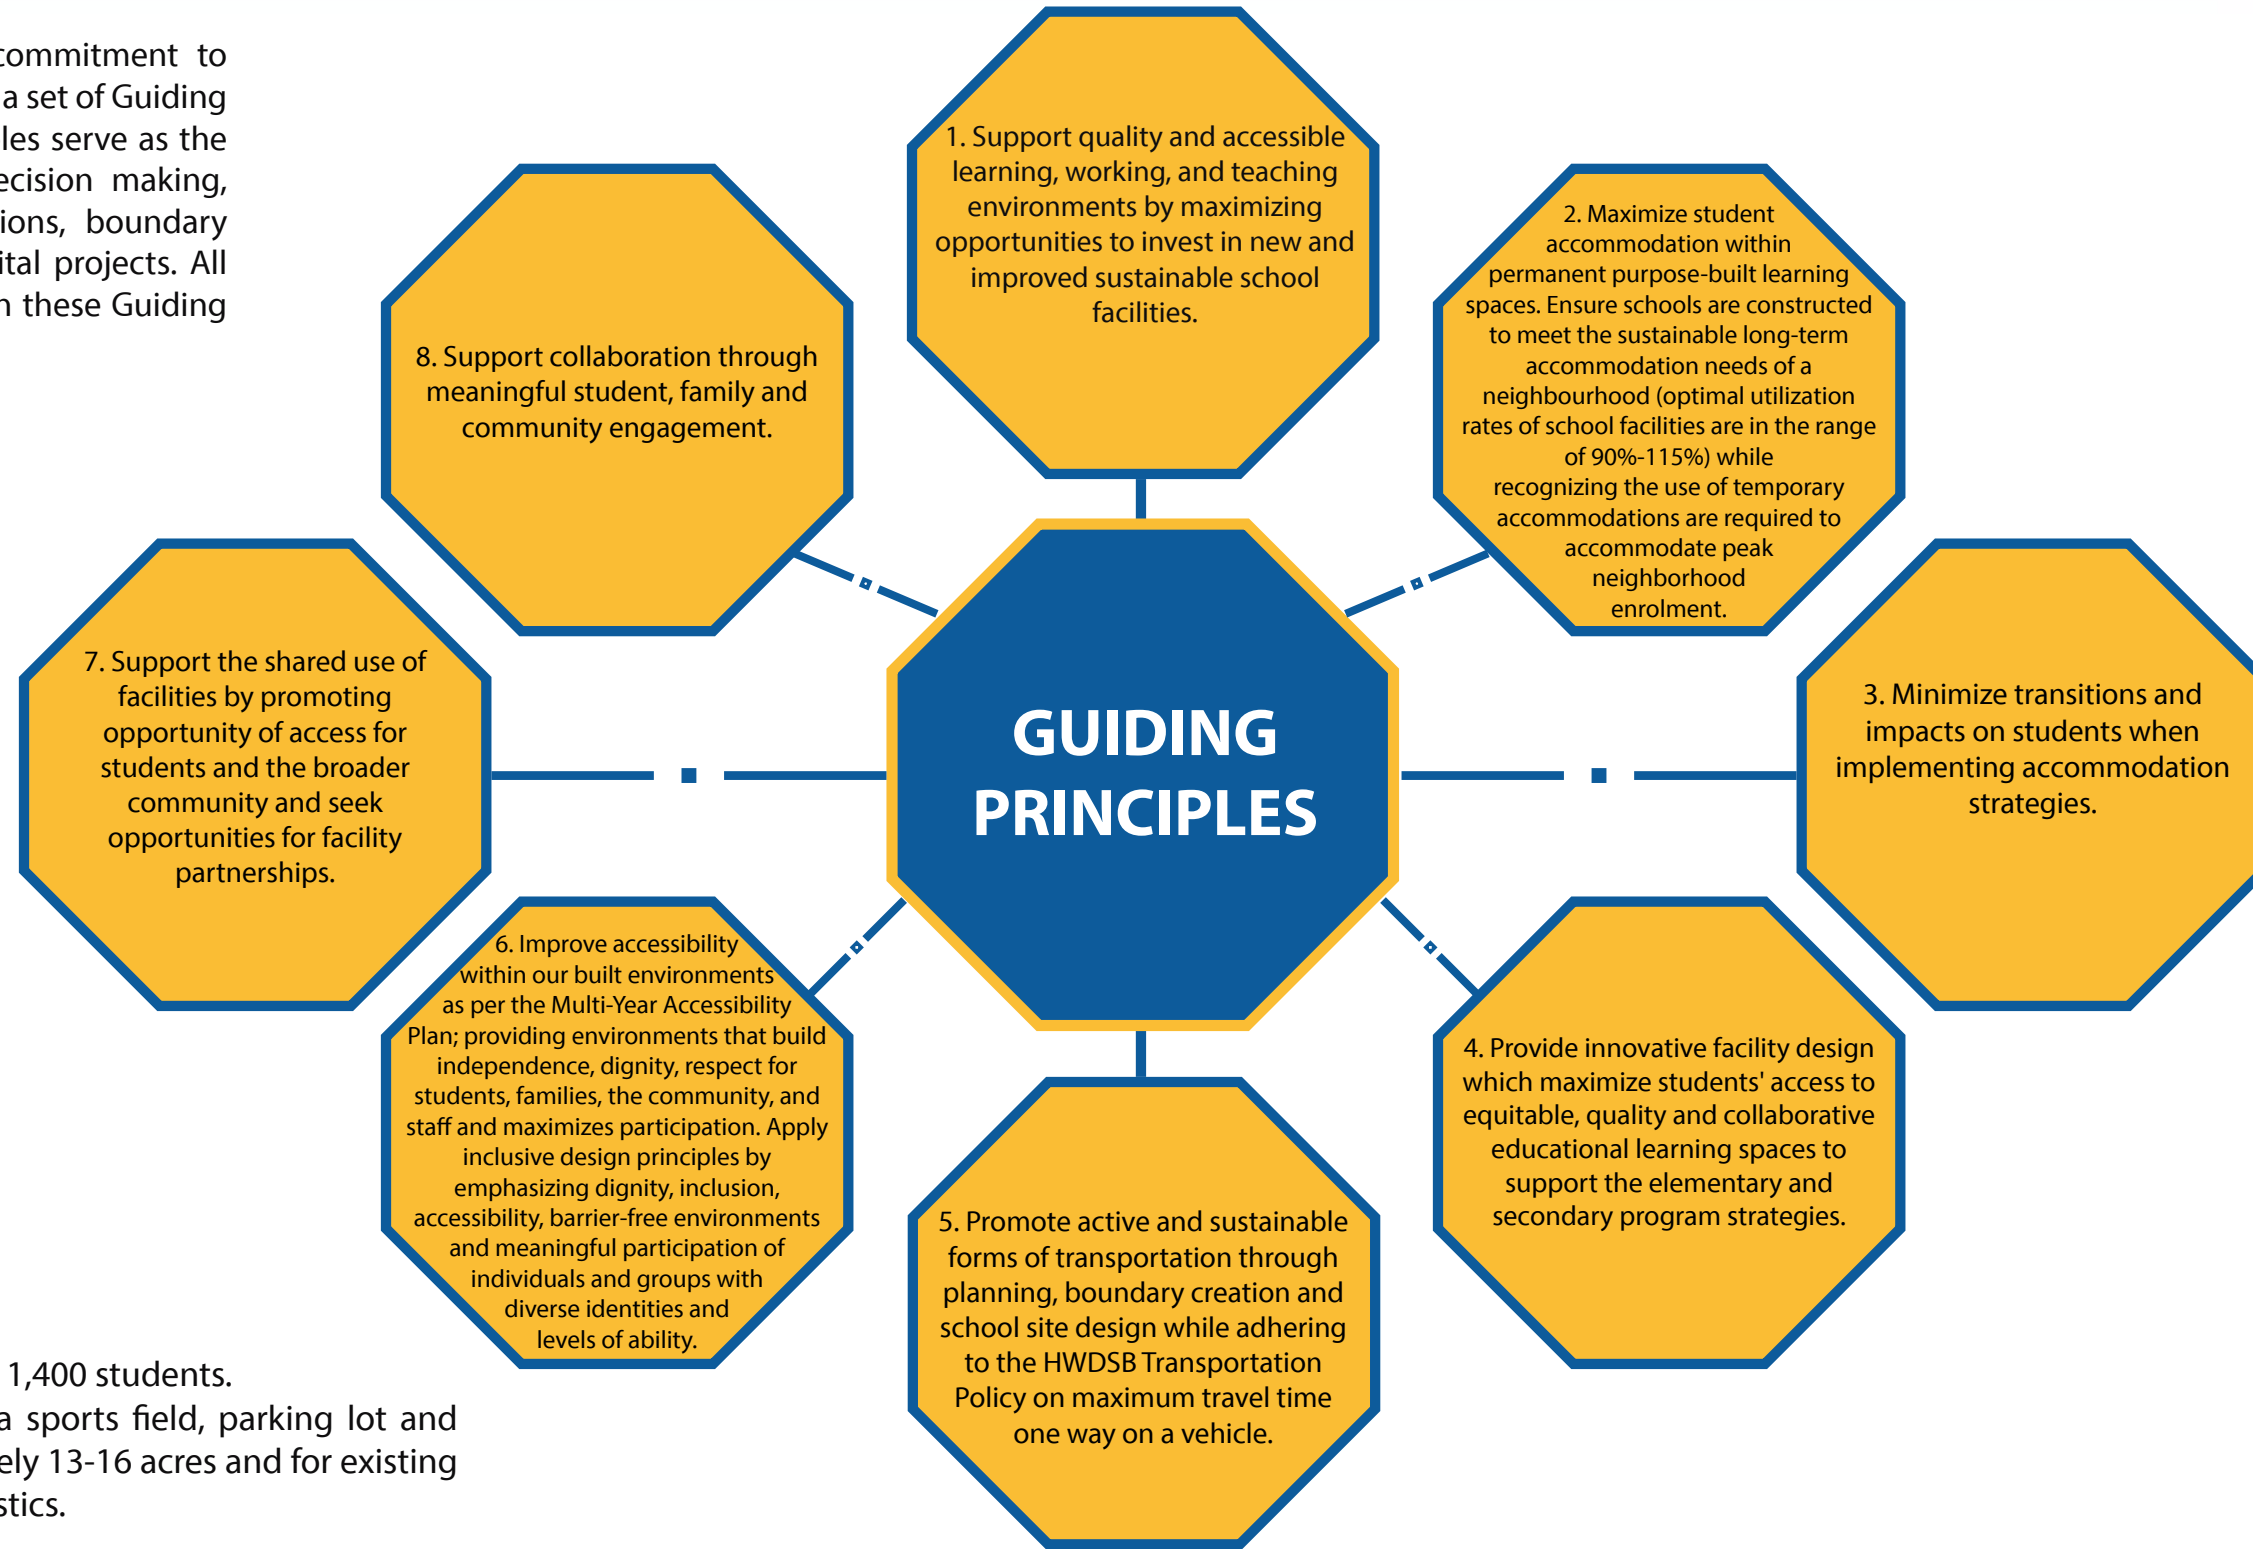 commitment to
a set of Guiding
les serve as the
ecision making,
tions, boundary
ital projects. All
n these Guiding
1. Support quality and accessible
learning, working, and teaching
environments by maximizing
opportunities to invest in new and
improved sustainable school
facilities.
2. Maximize student
accommodation within
permanent purpose-built learning
spaces. Ensure schools are constructed
to meet the sustainable long-term
accommodation needs of a
neighbourhood (optimal utilization
rates of school facilities are in the range
of 90%-115%) while
recognizing the use of temporary
accommodations are required to
accommodate peak
neighborhood
enrolment.
3. Minimize transitions and
impacts on students when
implementing accommodation
strategies.
4. Provide innovative facility design
which maximize students' access to
equitable, quality and collaborative
educational learning spaces to
support the elementary and
secondary program strategies.
5. Promote active and sustainable
forms of transportation through
planning, boundary creation and
school site design while adhering
to the HWDSB Transportation
Policy on maximum travel time
one way on a vehicle.
6. Improve accessibility
within our built environments
as per the Multi-Year Accessibility
Plan; providing environments that build
independence, dignity, respect for
students, families, the community, and
staff and maximizes participation. Apply
inclusive design principles by
emphasizing dignity, inclusion,
accessibility, barrier-free environments
and meaningful participation of
individuals and groups with
diverse identities and
levels of ability.
7. Support the shared use of
facilities by promoting
opportunity of access for
students and the broader
community and seek
opportunities for facility
partnerships.
8. Support collaboration through
meaningful student, family and
community engagement.
GUIDING
PRINCIPLES
1,400 students.
a sports field, parking lot and
ely 13-16 acres and for existing
stics.